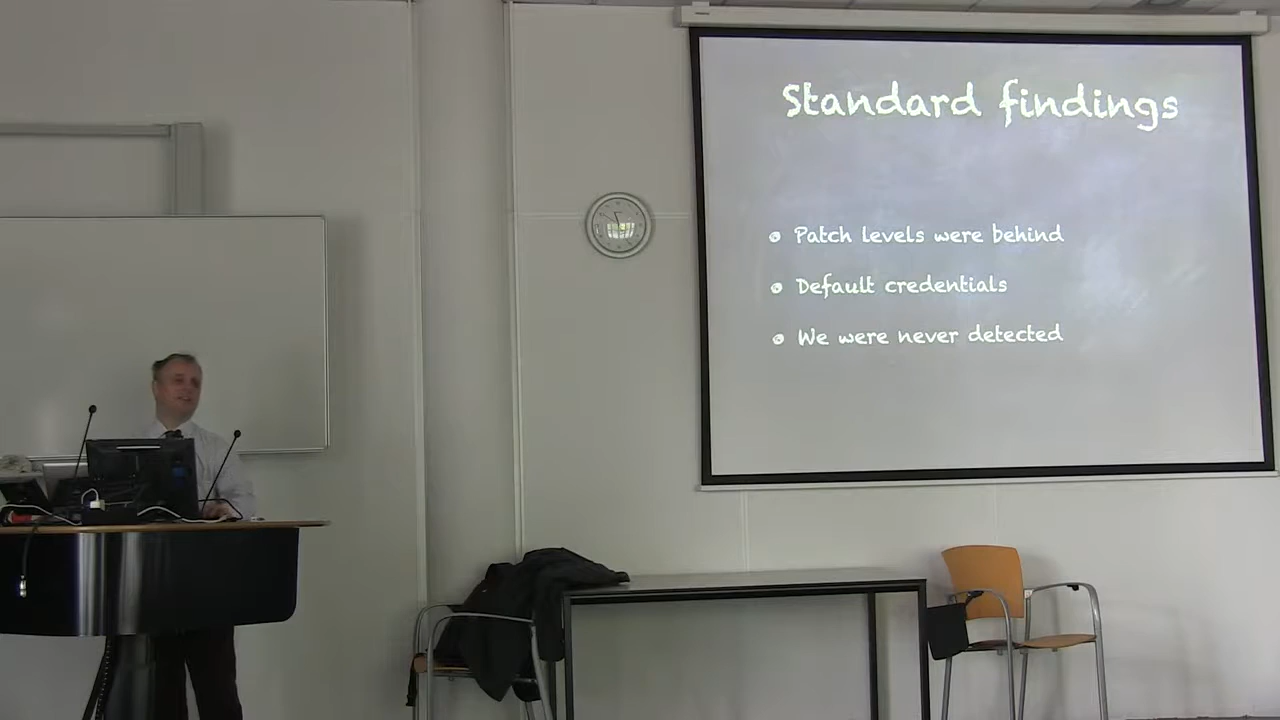 Standard findings
Patch levels were behind
Default credentials
We were never detected